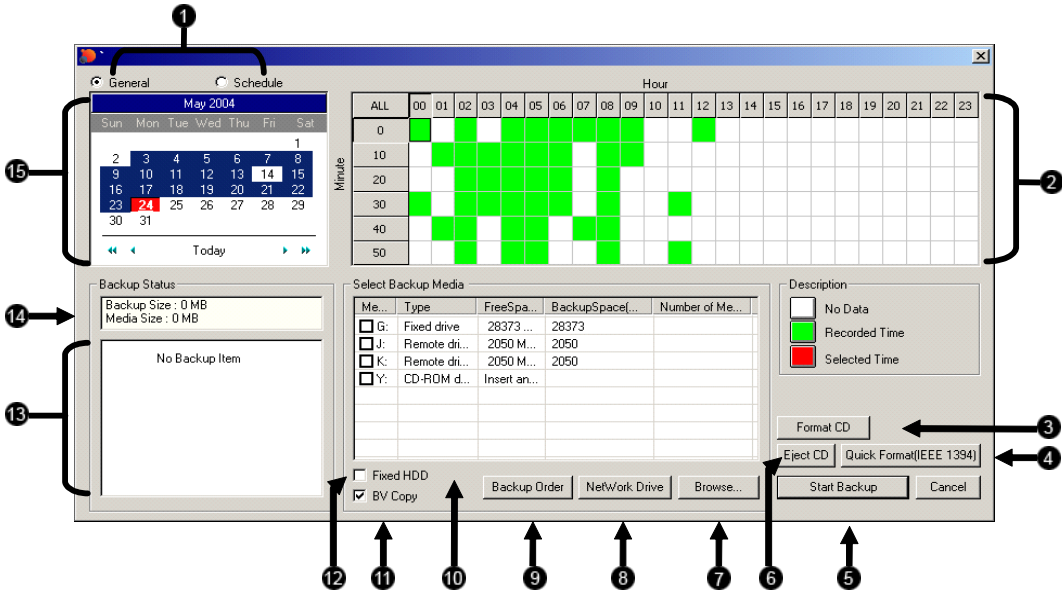 1
General Schedule
May 2004
Sun Mon Tue Wed Thu Fri Sat
1
2 3 4 5 6 7 8
9 10 11 12 13 14 15
16 17 18 19 20 21 22
23 24 25 26 27 28 29
30 31
Today
15
Hour
ALL 00 01 02 03 04 05 06 07 08 09 10 11 12 13 14 15 16 17 18 19 20 21 22 23
Minute
0
10
20
30
40
50
2
Backup Status
Backup Size : 0 MB
Media Size : 0 MB
14
No Backup Item
13
Select Backup Media
Me... Type FreeSpa... BackupSpace(... Number of Me...
G: Fixed drive 28373 ... 28373
J: Remote dri... 2050 M... 2050
K: Remote dri... 2050 M... 2050
Y: CD-ROM d... Insert an...
Description
No Data
Recorded Time
Selected Time
Format CD
3
Eject CD Quick Format(IEEE 1394)
4
Fixed HDD
BV Copy
Backup Order NetWork Drive Browse...
Start Backup Cancel
12 11 10 9 8 7 6 5